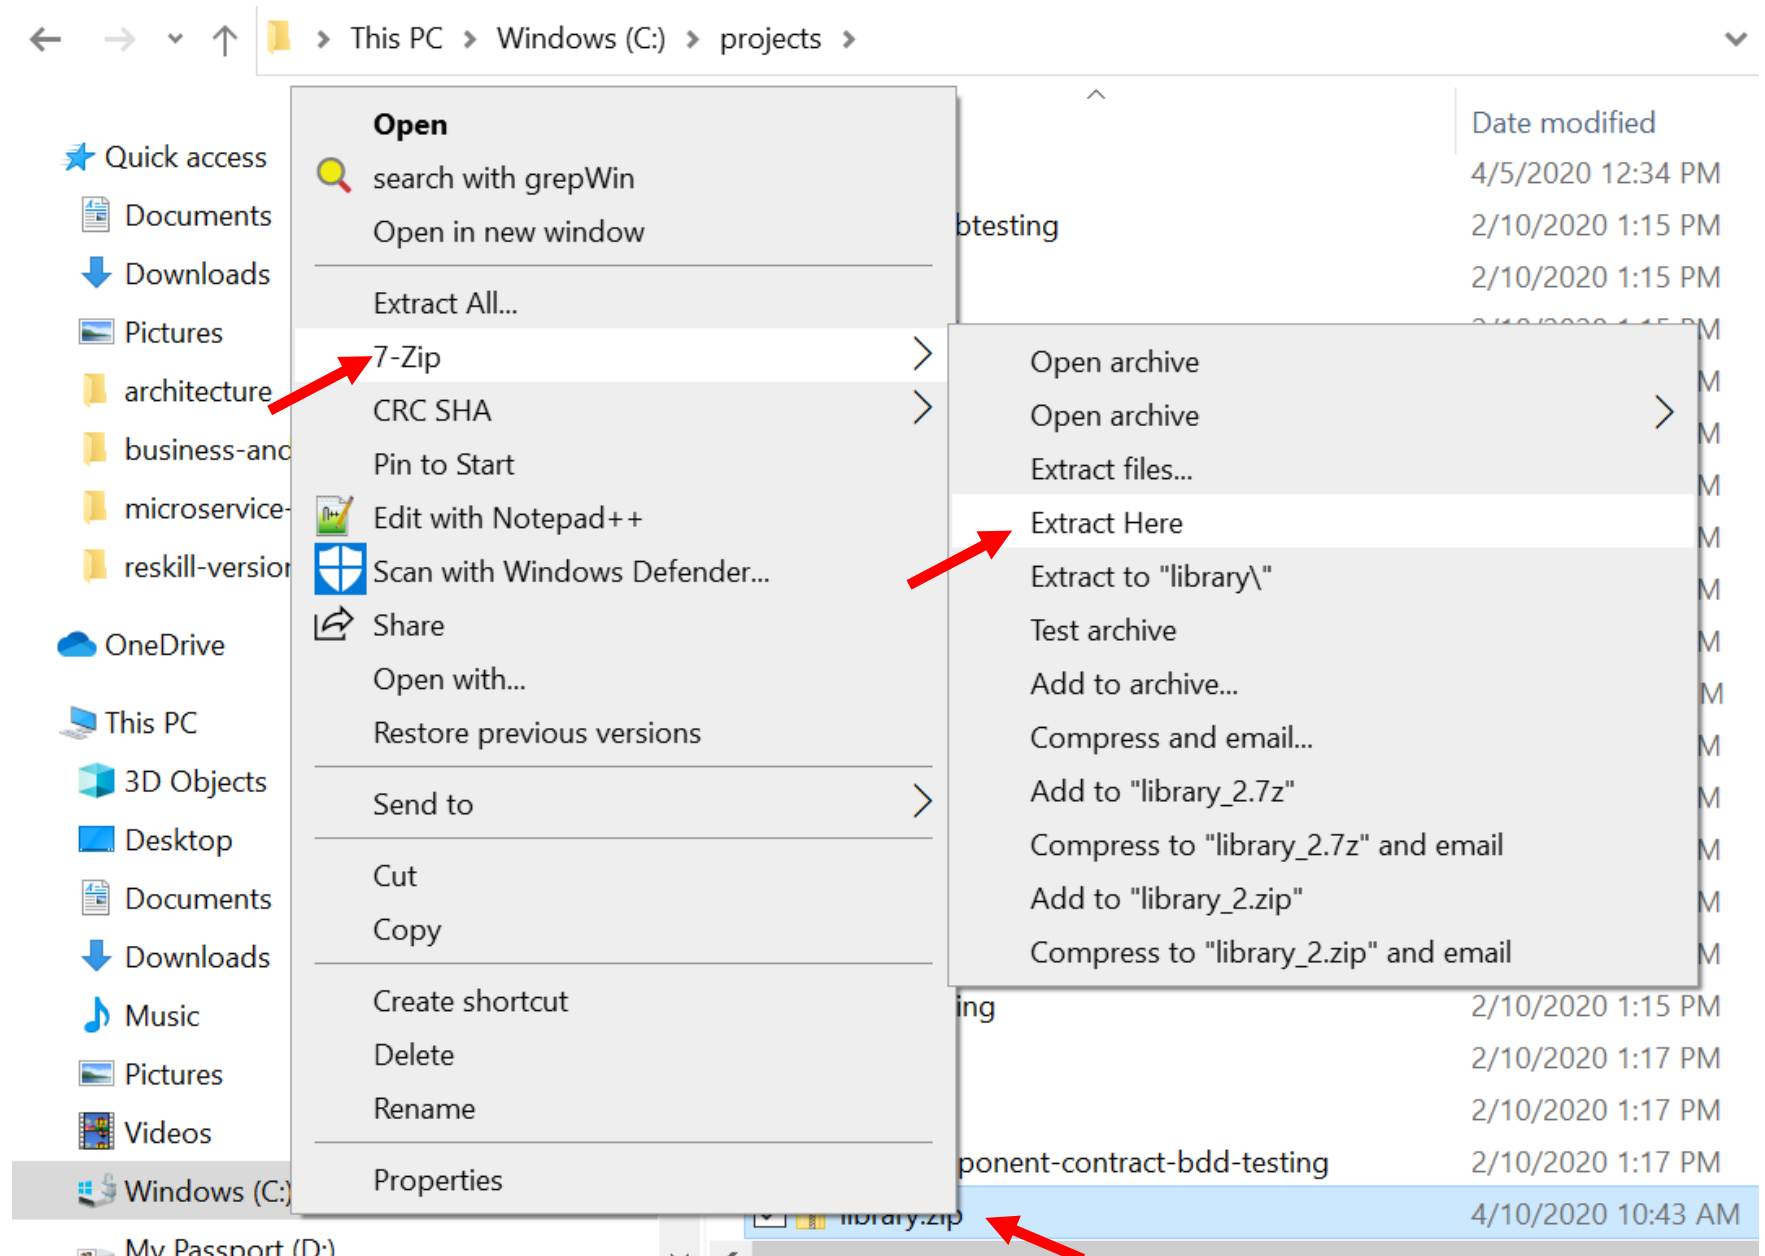 This PC > Windows (C:) > projects >
Date modified
Quick access
Documents
Downloads
Pictures
architecture
business-and
microservice-
reskill-version
OneDrive
This PC
3D Objects
Desktop
Documents
Downloads
Music
Pictures
Videos
Windows (C:)
My Passport (D:)
Open
search with grepWin
Open in new window
Extract All...
7-Zip
CRC SHA
Pin to Start
Edit with Notepad++
Scan with Windows Defender...
Share
Open with...
Restore previous versions
Send to
Cut
Copy
Create shortcut
Delete
Rename
Properties
Open archive
Open archive
Extract files...
Extract Here
Extract to "library\"
Test archive
Add to archive...
Compress and email...
Add to "library_2.7z"
Compress to "library_2.7z" and email
Add to "library_2.zip"
Compress to "library_2.zip" and email
4/5/2020 12:34 PM
btesting 2/10/2020 1:15 PM
2/10/2020 1:15 PM
ing 2/10/2020 1:15 PM
2/10/2020 1:17 PM
2/10/2020 1:17 PM
ponent-contract-bdd-testing 2/10/2020 1:17 PM
library.zip 4/10/2020 10:43 AM